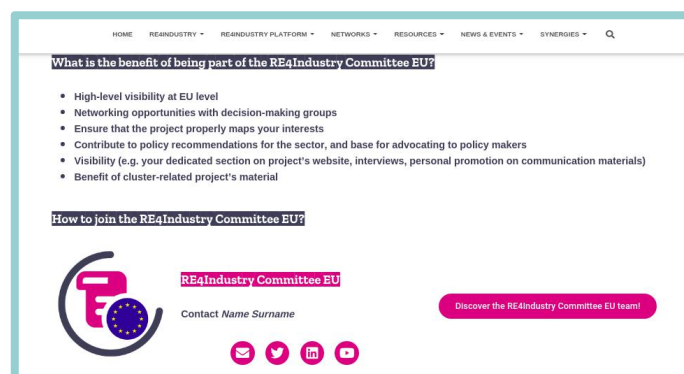 HOME RE4INDUSTRY RE4INDUSTRY PLATFORM NETWORKS RESOURCES NEWS & EVENTS SYNERGIES
What is the benefit of being part of the RE4Industry Committee EU?
High-level visibility at EU level
Networking opportunities with decision-making groups
Ensure that the project properly maps your interests
Contribute to policy recommendations for the sector, and base for advocating to policy makers
Visibility (e.g. your dedicated section on project's website, interviews, personal promotion on communication materials)
Benefit of cluster-related project's material
How to join the RE4Industry Committee EU?
RE4Industry Committee EU
Discover the RE4Industry Committee EU team!
Contact Name Surname